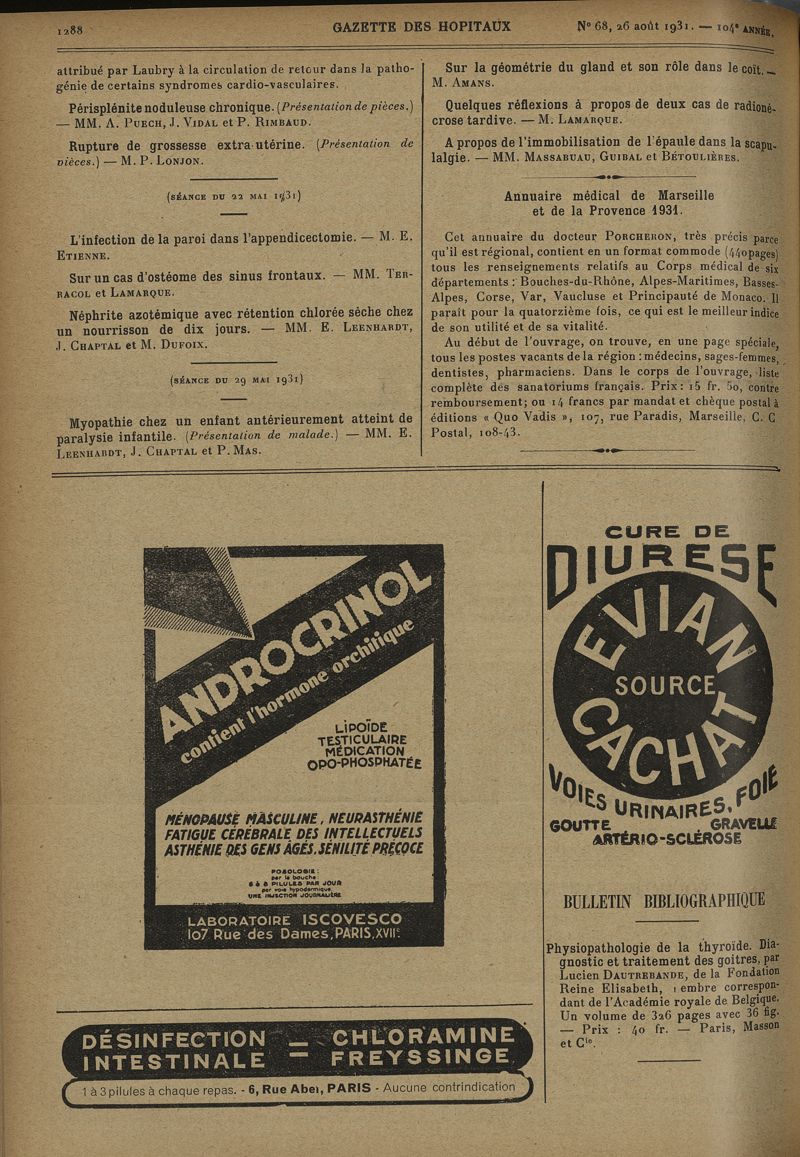 1288
GAZETTE DES HOPITAUX
N° 68, 26 août 1931. — 104e ANNÉE.
attribué par Laubry à la circulation de retour dans la patho-
génie de certains syndromes cardio-vasculaires.
Périsplénite noduleuse chronique. (Présentation de pièces.)
— MM. A. PUECH, J. VIDAL et P. RIMBAUD.
Rupture de grossesse extra-utérine. (Présentation de
pièces.) — M. P. LONJON.
(SÉANCE DU 22 MAI 1931)
L'infection de la paroi dans l'appendicectomie. — M. E.
ETIENNE.
Sur un cas d'ostéome des sinus frontaux. — MM. TER-
RACOL et LAMARQUE.
Néphrite azotémique avec rétention chlorée sèche chez
un nourrisson de dix jours. — MM. E. LEENHARDT,
J. CHAPTAL et M. DUFOIX.
(SÉANCE DU 29 MAI 1931)
Myopathie chez un enfant antérieurement atteint de
paralysie infantile. (Présentation de malade.) — MM. E.
LEENHARDT, J. CHAPTAL et P. MAS.
Sur la géométrie du gland et son rôle dans le coït. —
M. AMANS.
Quelques réflexions à propos de deux cas de radioné-
crose tardive. — M. LAMARQUE.
A propos de l'immobilisation de l'épaule dans la scapu-
lalgie. — MM. MASSABUAU, GUIBAL et BÉTOULIÈRES.
Annuaire médical de Marseille
et de la Provence 1931.
Cet annuaire du docteur PORCHERON, très précis parce
qu'il est régional, contient en un format commode (440 pages)
tous les renseignements relatifs au Corps médical de six
départements : Bouches-du-Rhône, Alpes-Maritimes, Basses-
Alpes, Corse, Var, Vaucluse et Principauté de Monaco. Il
paraît pour la quatorzième fois, ce qui est le meilleur indice
de son utilité et de sa vitalité.
Au début de l'ouvrage, on trouve, en une page spéciale,
tous les postes vacants de la région : médecins, sages-femmes,
dentistes, pharmaciens. Dans le corps de l'ouvrage, liste
complète des sanatoriums français. Prix : 15 fr. 50, contre
remboursement; ou 14 francs par mandat et chèque postal à
éditions « Quo Vadis », 107, rue Paradis, Marseille, C. C
Postal, 108-43.
ANDROCRINOL
contient l'hormone orchitique
LIPOÏDE
TESTICULAIRE
MÉDICATION
OPO-PHOSPHATÉE
MÉNOPAUSE MASCULINE, NEURASTHÉNIE
FATIGUE CÉRÉBRALE DES INTELLECTUELS
ASTHÉNIE DES GENS ÂGÉS, SÉNILITÉ PRÉCOCE
POSOLOGIE :
par la bouche
6 à 8 PILULES PAR JOUR
par voie hypodermique
UNE INJECTION JOURNALIÈRE
LABORATOIRE ISCOVESCO
107 Rue des Dames, PARIS, XVIIe
DÉSINFECTION — CHLORAMINE
INTESTINALE — FREYSSINGE
1 à 3 pilules à chaque repas. - 6, Rue Abel, PARIS - Aucune contrindication
CURE DE
DIURESE
EVIAN
SOURCE
CACHAT
VOIES URINAIRES, FOIE
GOUTTE GRAVELLE
ARTÉRIO-SCLÉROSE
BULLETIN BIBLIOGRAPHIQUE
Physiopathologie de la thyroïde. Dia-
gnostic et traitement des goitres, par
Lucien DAUTREBANDE, de la Fondation
Reine Elisabeth, embre correspon-
dant de l'Académie royale de Belgique.
Un volume de 326 pages avec 36 fig.
— Prix : 40 fr. — Paris, Masson
et Cie.